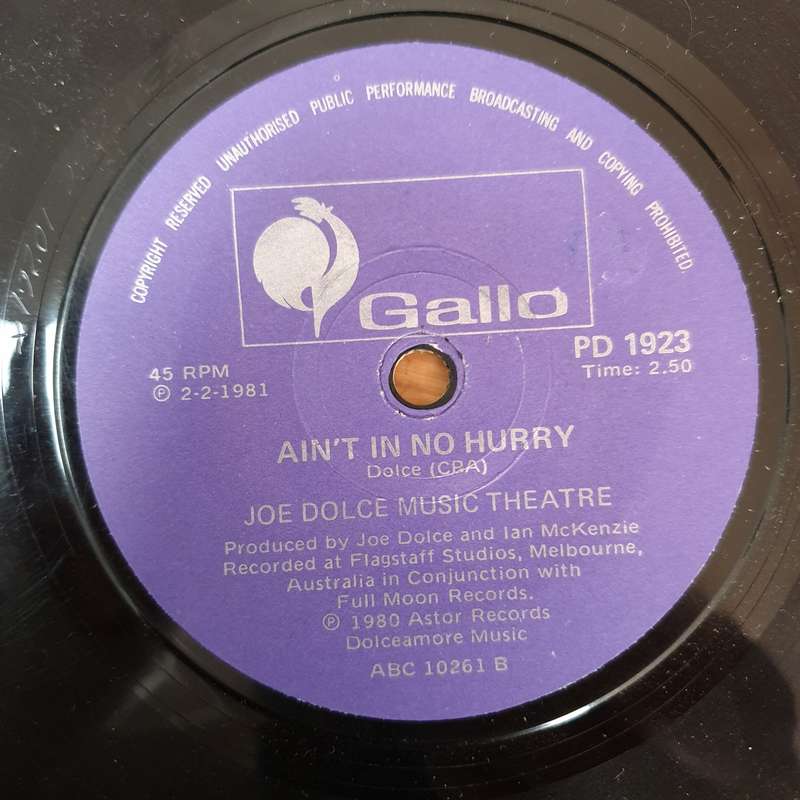 COPYRIGHT RESERVED UNAUTHORISED PUBLIC PERFORMANCE BROADCASTING AND COPYING PROHIBITED.
Gallo
PD 1923
Time: 2.50
45 RPM
℗ 2-2-1981
AIN'T IN NO HURRY
Dolce (CBA)
JOE DOLCE MUSIC THEATRE
Produced by Joe Dolce and Ian McKenzie
Recorded at Flagstaff Studios, Melbourne,
Australia in Conjunction with
Full Moon Records.
℗ 1980 Astor Records
Dolceamore Music
ABC 10261 B